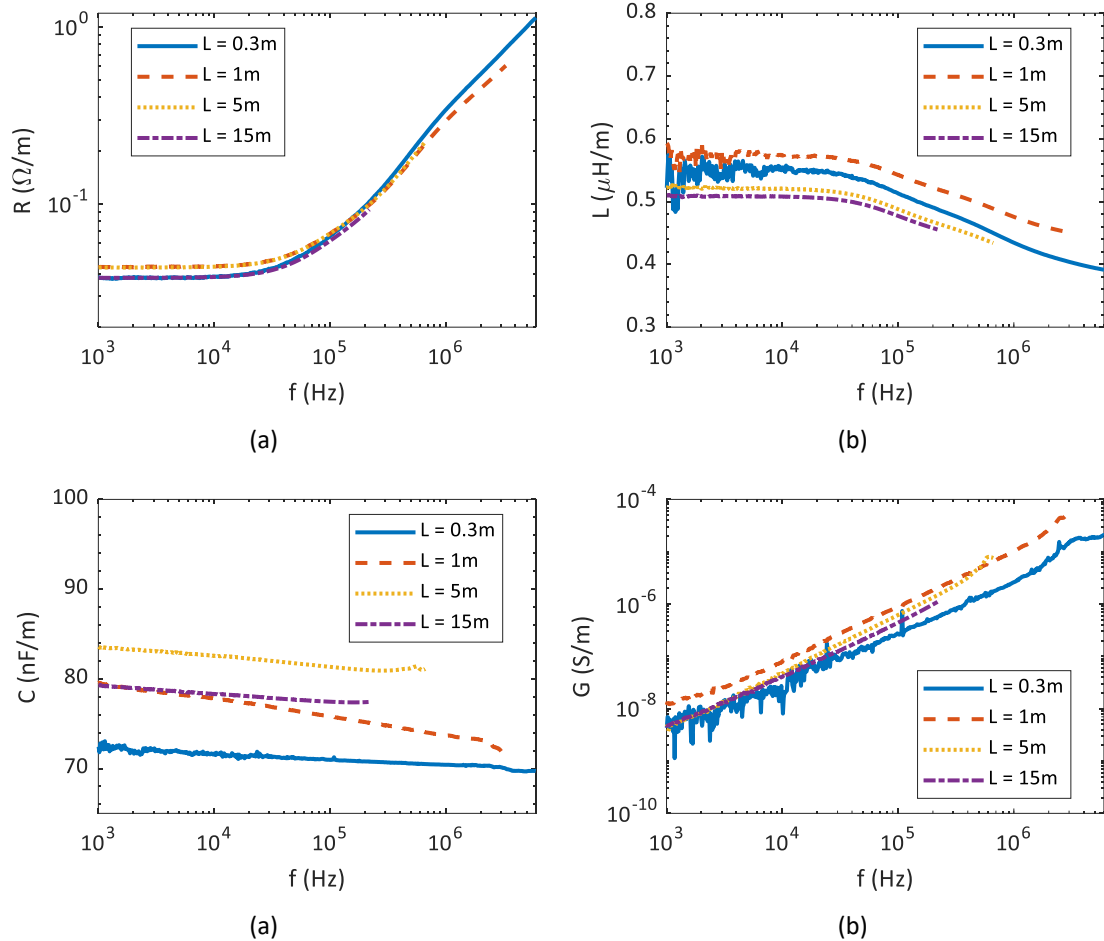 10^0
10^-1
R (Ω/m)
L = 0.3m
L = 1m
L = 5m
L = 15m
10^3 10^4 10^5 10^6
f (Hz)
(a)
0.8
0.7
0.6
0.5
0.4
0.3
L (μH/m)
L = 0.3m
L = 1m
L = 5m
L = 15m
10^3 10^4 10^5 10^6
f (Hz)
(b)
100
90
80
70
C (nF/m)
L = 0.3m
L = 1m
L = 5m
L = 15m
10^3 10^4 10^5 10^6
f (Hz)
(a)
10^-4
10^-6
10^-8
10^-10
G (S/m)
L = 0.3m
L = 1m
L = 5m
L = 15m
10^3 10^4 10^5 10^6
f (Hz)
(b)